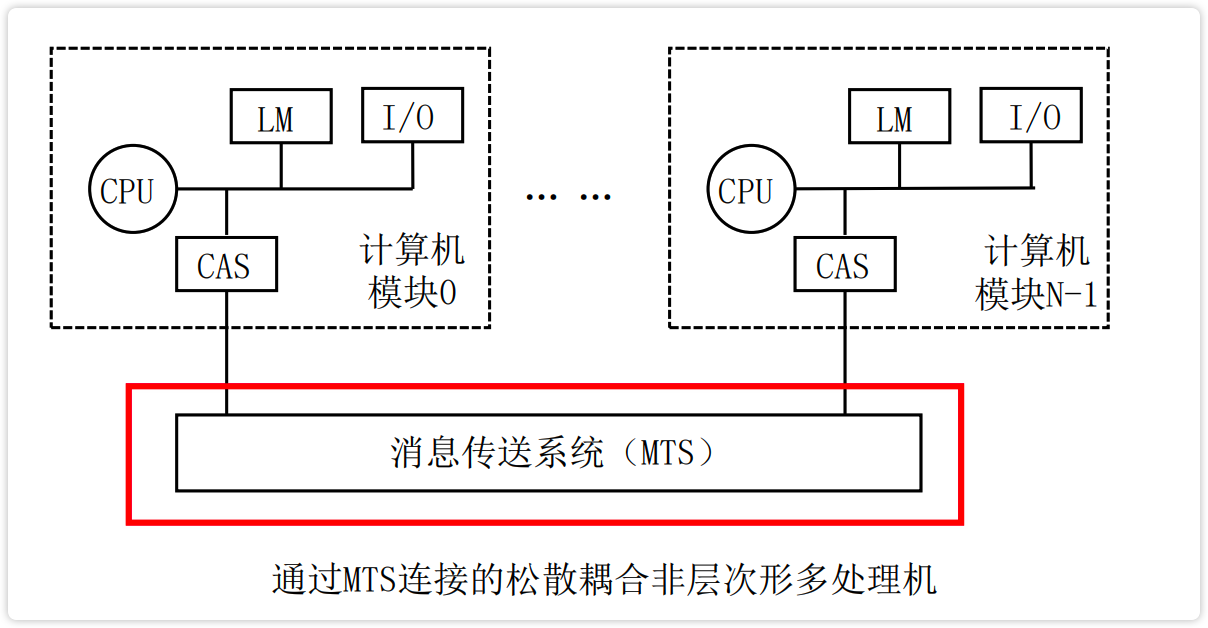 LM
I/O
CPU
CAS
计算机
模块0
… …
LM
I/O
CPU
CAS
计算机
模块N-1
消息传送系统（MTS）
通过MTS连接的松散耦合非层次形多处理机